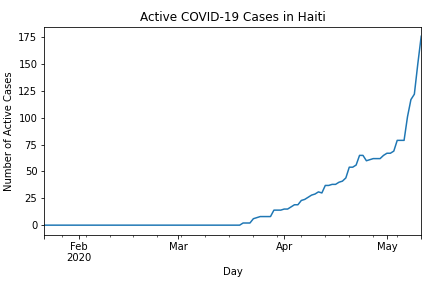 Active COVID-19 Cases in Haiti
175
150
125
100
75
50
25
0
Number of Active Cases
Feb
2020
Mar
Apr
May
Day